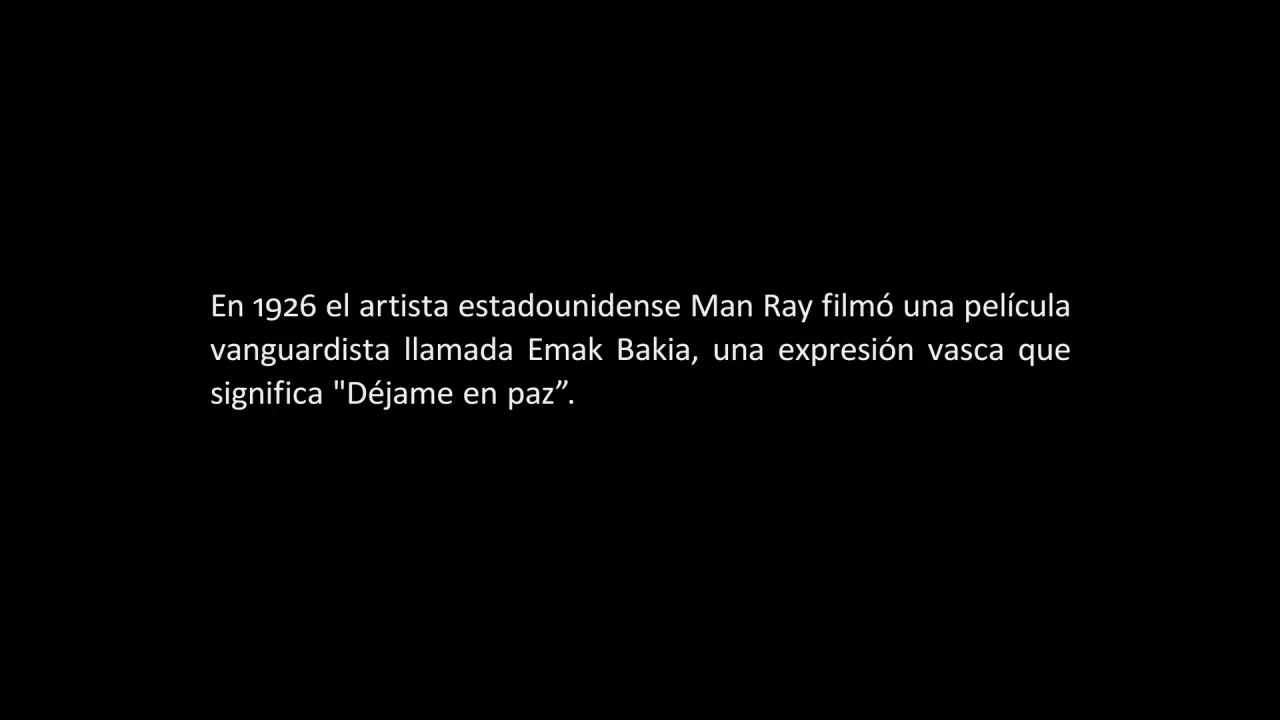 En 1926 el artista estadounidense Man Ray filmó una película
vanguardista llamada Emak Bakia, una expresión vasca que
significa "Déjame en paz”.